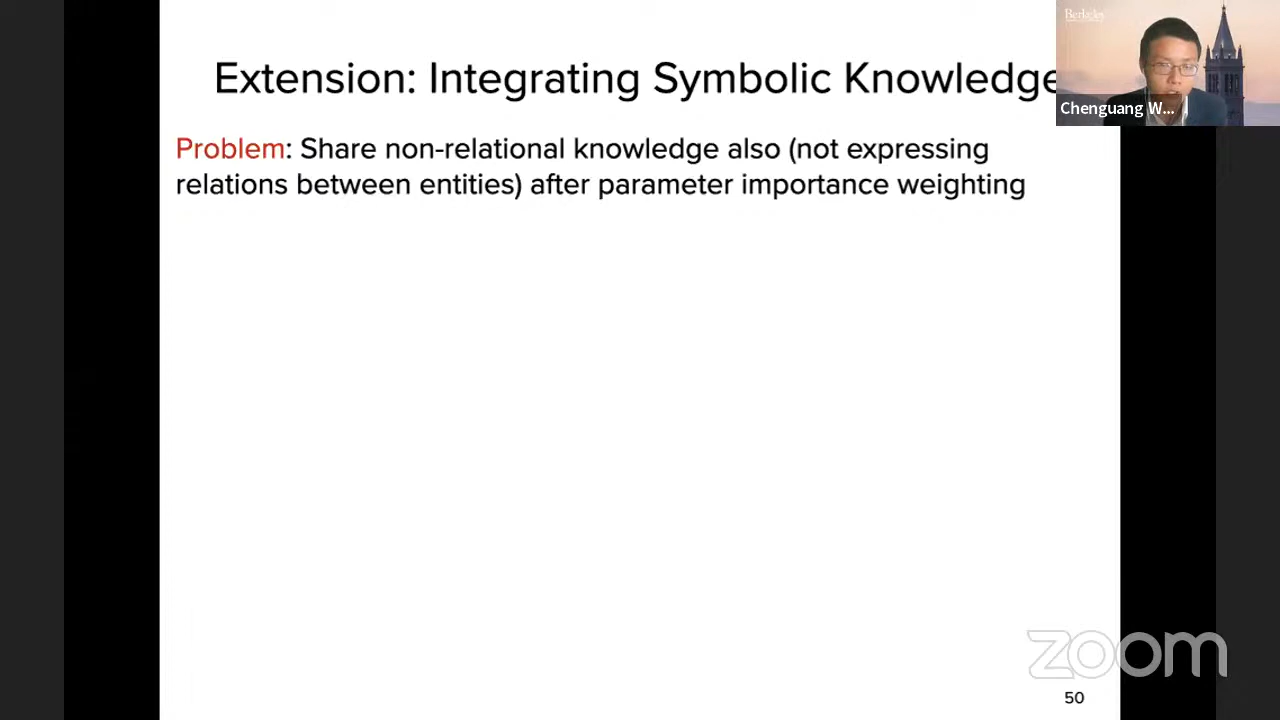 Berkeley
Extension: Integrating Symbolic Knowledge
Chenguang W...
Problem: Share non-relational knowledge also (not expressing
relations between entities) after parameter importance weighting
zoom
50